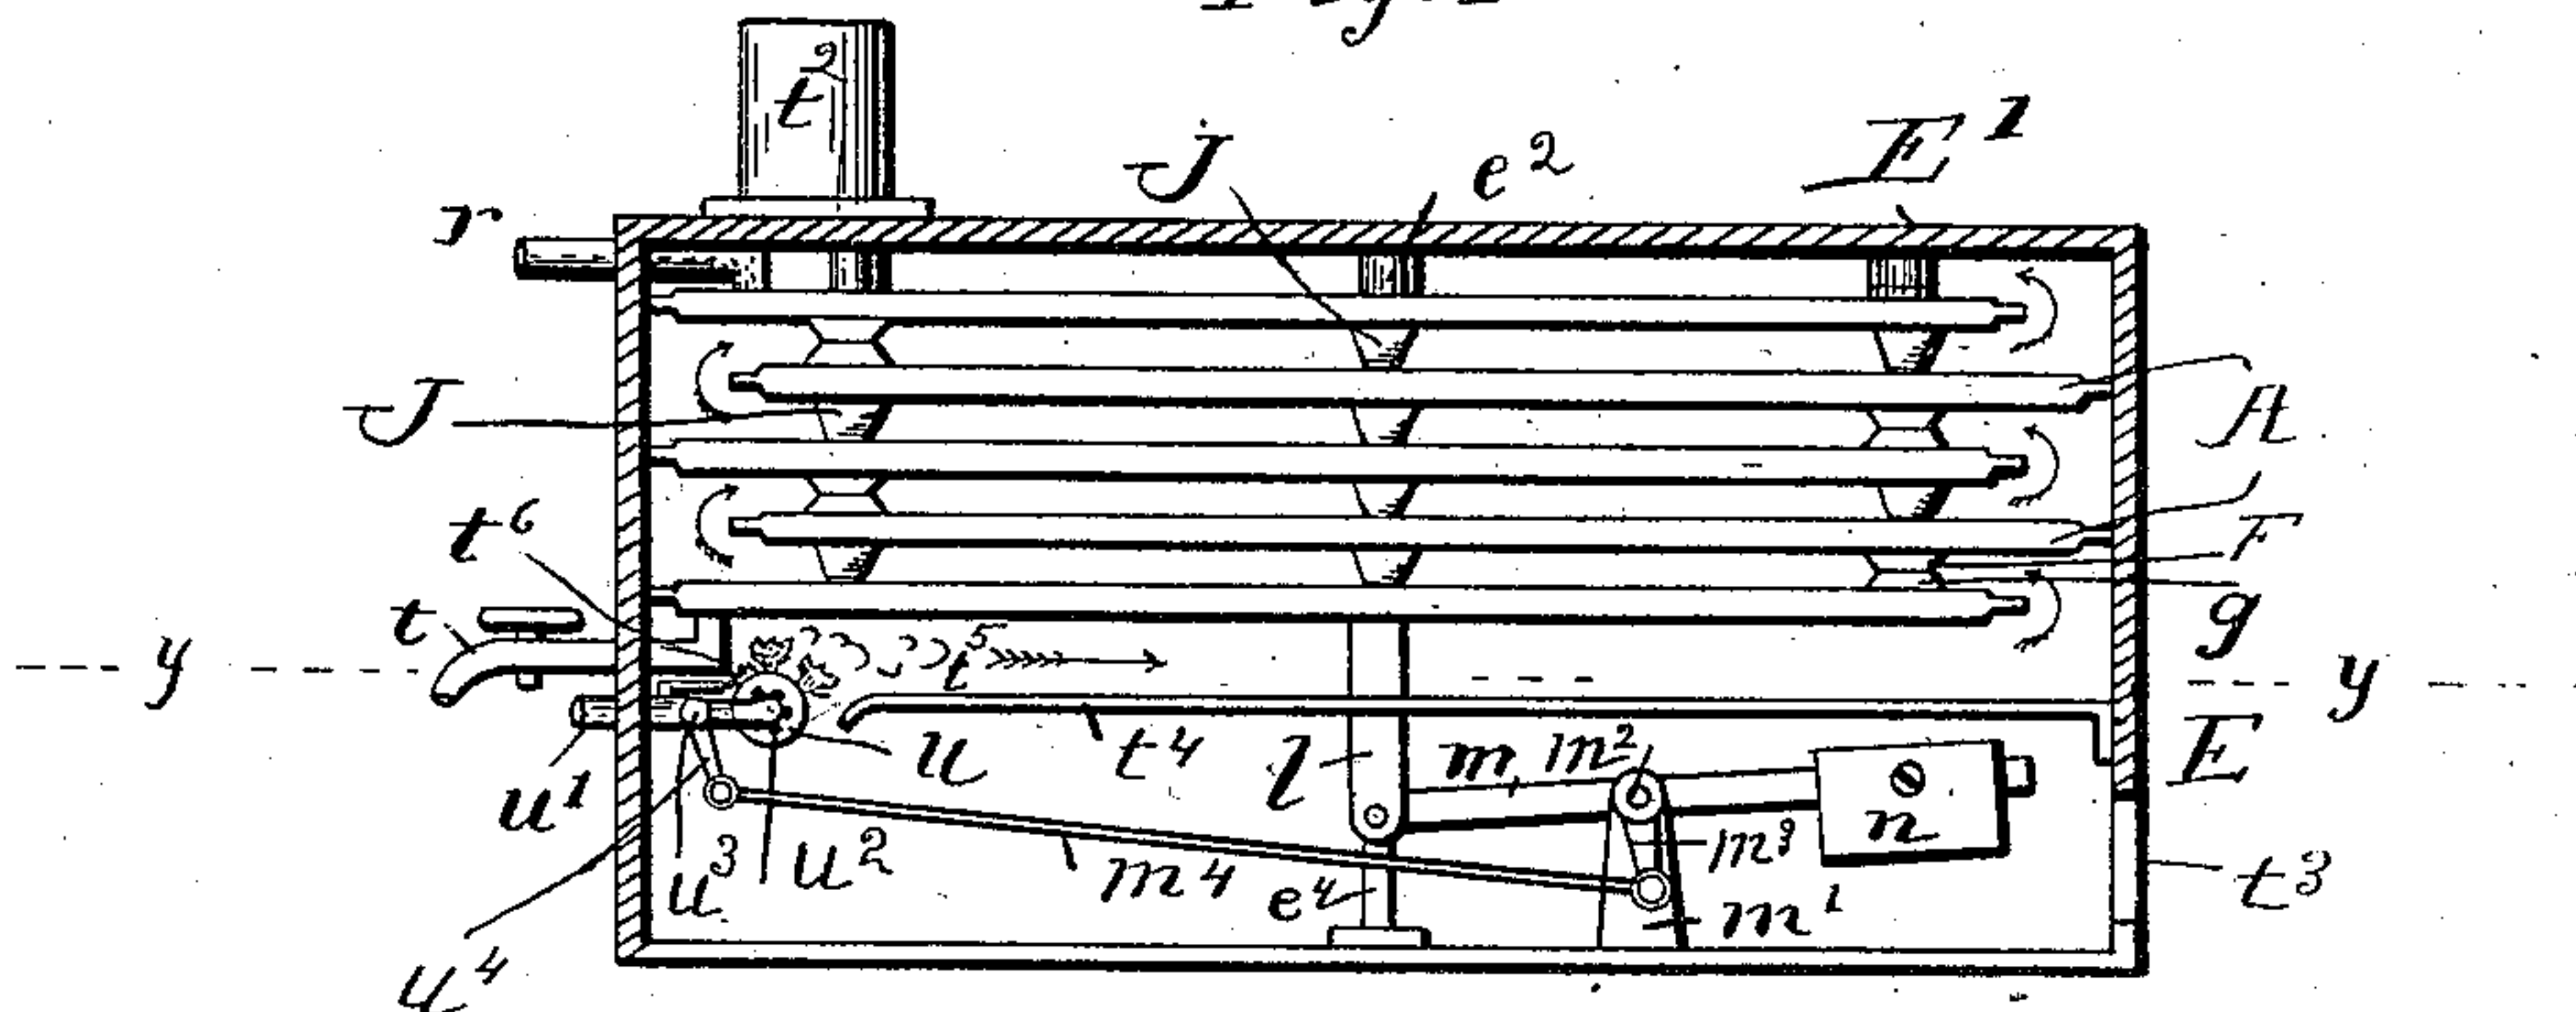 t²
J
e²
E¹
r
J
A
t⁶
F
t
g
t⁵
y
y
u
t⁴
l
m
m²
E
u¹
n
u³
u²
m⁴
m³
e⁴
m¹
t³
u⁴